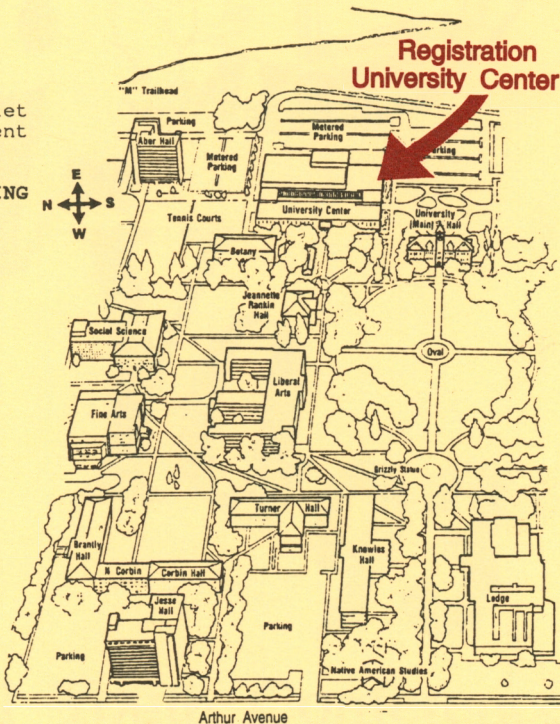 Registration
University Center
"M" Trailhead
et
ent
Parking
Aber Hall
Metered
Parking
Metered
Parking
Parking
NG
E
N
S
W
Tennis Courts
University Center
University
(Main) Hall
Botany
Jeannette
Rankin
Hall
Social Science
Oval
Liberal
Arts
Fine Arts
Grizzly Statue
Turner Hall
Brantly
Hall
Knowles
Hall
N Corbin
Corbin Hall
Lodge
Jesse
Hall
Parking
Parking
Native American Studies
Arthur Avenue